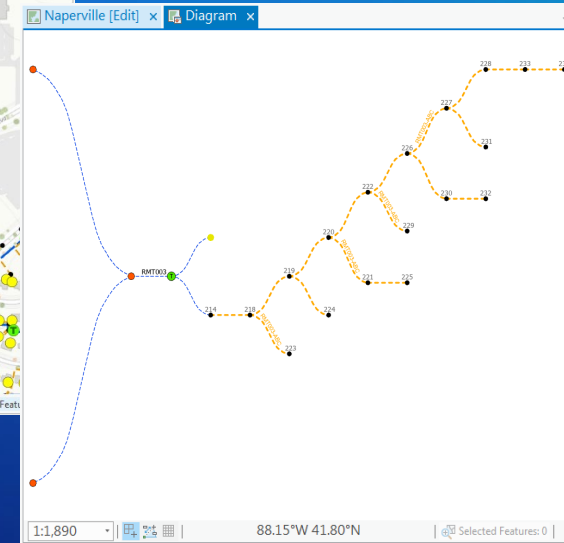 Naperville [Edit] × Diagram ×
228 233
227
226 231
222 230 232
220 229
RMT003 219 221 225
214 218 224
223
Featu
1:1,890 88.15°W 41.80°N Selected Features: 0